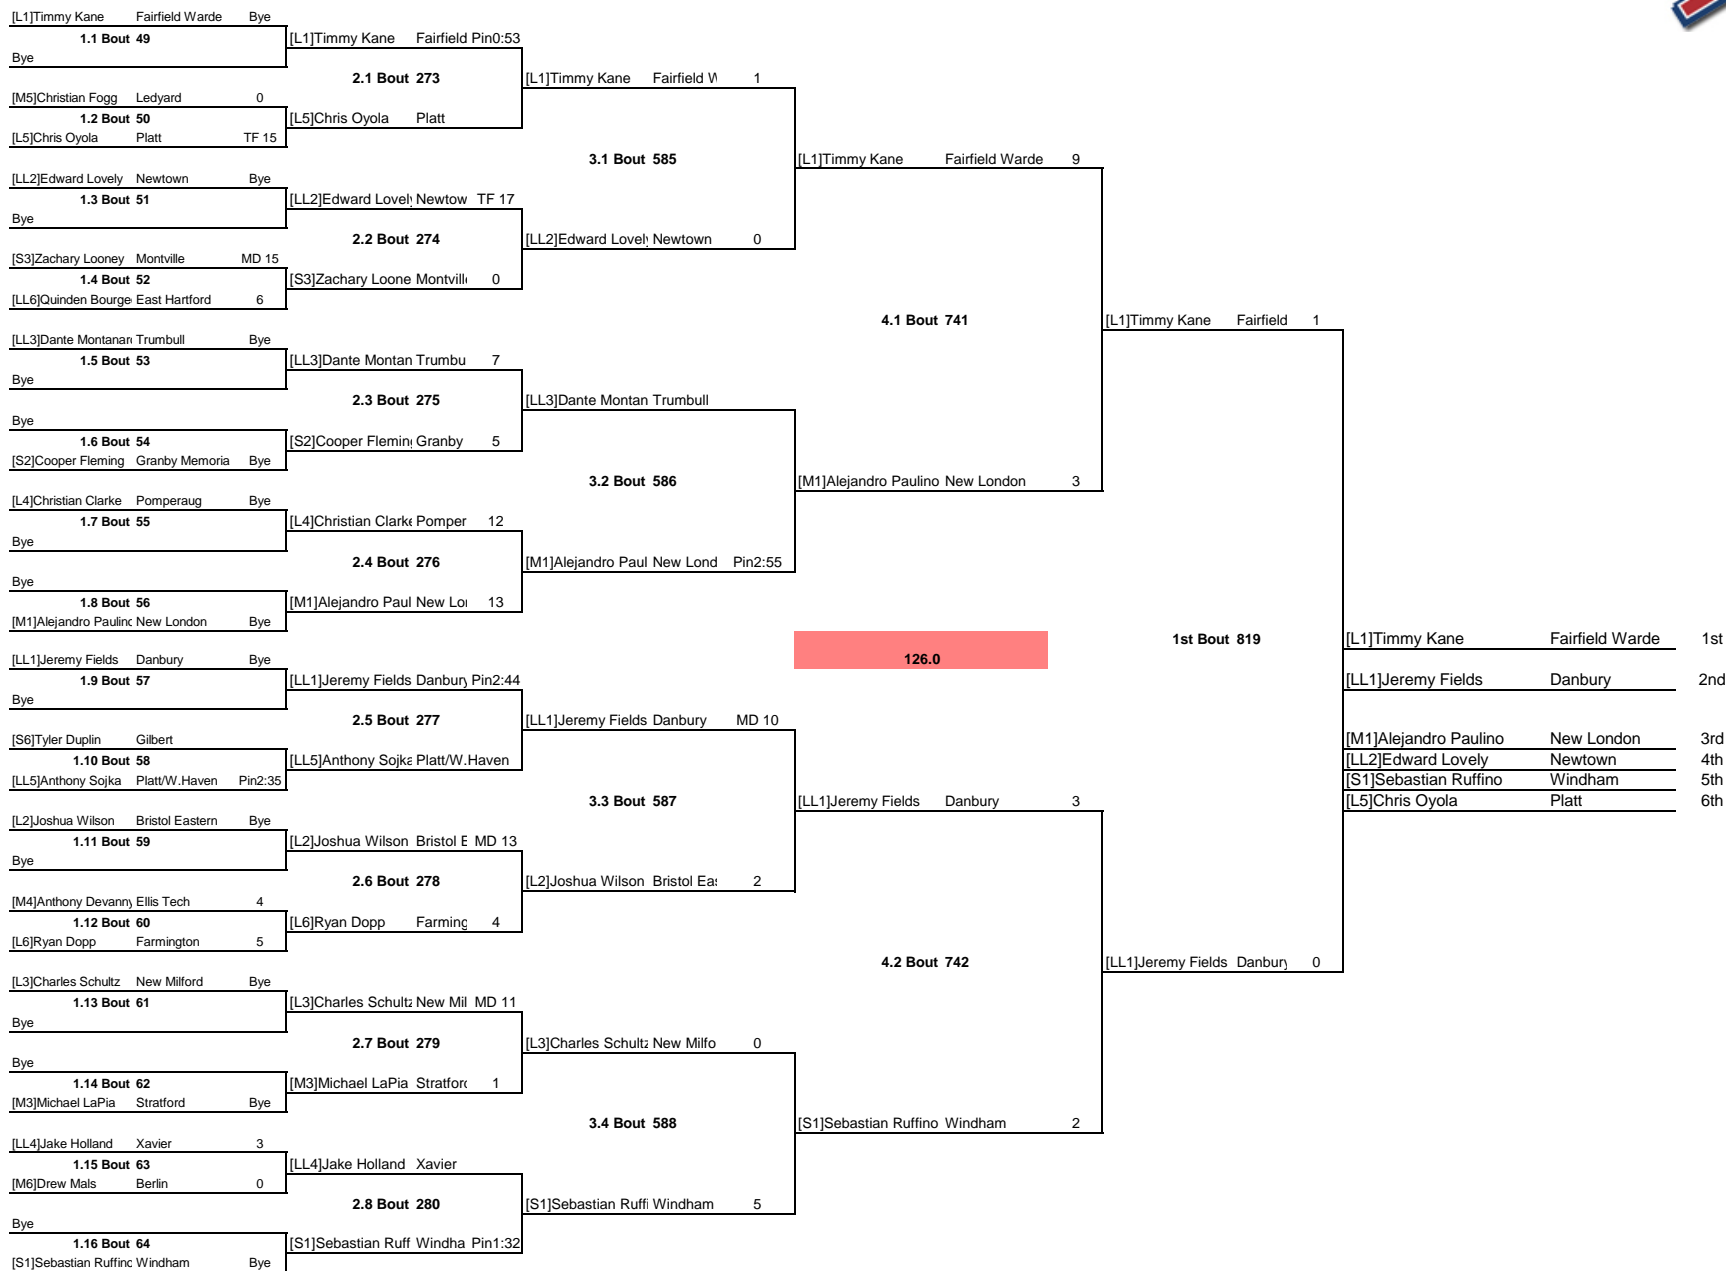 [L1]Timmy Kane Fairfield Warde Bye
1.1 Bout 49
Bye
[M5]Christian Fogg Ledyard 0
1.2 Bout 50
[L5]Chris Oyola Platt TF 15
[LL2]Edward Lovely Newtown Bye
1.3 Bout 51
Bye
[S3]Zachary Looney Montville MD 15
1.4 Bout 52
[LL6]Quinden Bourge East Hartford 6
[LL3]Dante Montanar Trumbull Bye
1.5 Bout 53
Bye
Bye
1.6 Bout 54
[S2]Cooper Fleming Granby Memoria Bye
[L4]Christian Clarke Pomperaug Bye
1.7 Bout 55
Bye
Bye
1.8 Bout 56
[M1]Alejandro Paulino New London Bye
[LL1]Jeremy Fields Danbury Bye
1.9 Bout 57
Bye
[S6]Tyler Duplin Gilbert
1.10 Bout 58
[LL5]Anthony Sojka Platt/W.Haven Pin2:35
[L2]Joshua Wilson Bristol Eastern Bye
1.11 Bout 59
Bye
[M4]Anthony Devanny Ellis Tech 4
1.12 Bout 60
[L6]Ryan Dopp Farmington 5
[L3]Charles Schultz New Milford Bye
1.13 Bout 61
Bye
Bye
1.14 Bout 62
[M3]Michael LaPia Stratford Bye
[LL4]Jake Holland Xavier 3
1.15 Bout 63
[M6]Drew Mals Berlin 0
Bye
1.16 Bout 64
[S1]Sebastian Ruffino Windham Bye
[L1]Timmy Kane Fairfield Pin0:53
2.1 Bout 273
[L5]Chris Oyola Platt
[LL2]Edward Lovely Newtow TF 17
2.2 Bout 274
[S3]Zachary Loone Montville 0
[LL3]Dante Montan Trumbu 7
2.3 Bout 275
[S2]Cooper Fleming Granby 5
[L4]Christian Clarke Pomper 12
2.4 Bout 276
[M1]Alejandro Paul New Lon 13
[LL1]Jeremy Fields Danbury Pin2:44
2.5 Bout 277
[LL5]Anthony Sojka Platt/W.Haven
[L2]Joshua Wilson Bristol E MD 13
2.6 Bout 278
[L6]Ryan Dopp Farming 4
[L3]Charles Schultz New Mil MD 11
2.7 Bout 279
[M3]Michael LaPia Stratford 1
[LL4]Jake Holland Xavier
2.8 Bout 280
[S1]Sebastian Ruff Windha Pin1:32
[L1]Timmy Kane Fairfield W 1
3.1 Bout 585
[LL2]Edward Lovely Newtown 0
[LL3]Dante Montan Trumbull
3.2 Bout 586
[M1]Alejandro Paul New Lond Pin2:55
[LL1]Jeremy Fields Danbury MD 10
3.3 Bout 587
[L2]Joshua Wilson Bristol Eas 2
[L3]Charles Schultz New Milfo 0
3.4 Bout 588
[S1]Sebastian Ruffi Windham 5
[L1]Timmy Kane Fairfield Warde 9
4.1 Bout 741
[M1]Alejandro Paulino New London 3
126.0
[LL1]Jeremy Fields Danbury 3
4.2 Bout 742
[S1]Sebastian Ruffino Windham 2
[L1]Timmy Kane Fairfield 1
1st Bout 819
[LL1]Jeremy Fields Danbury 0
[L1]Timmy Kane Fairfield Warde 1st
[LL1]Jeremy Fields Danbury 2nd
[M1]Alejandro Paulino New London 3rd
[LL2]Edward Lovely Newtown 4th
[S1]Sebastian Ruffino Windham 5th
[L5]Chris Oyola Platt 6th